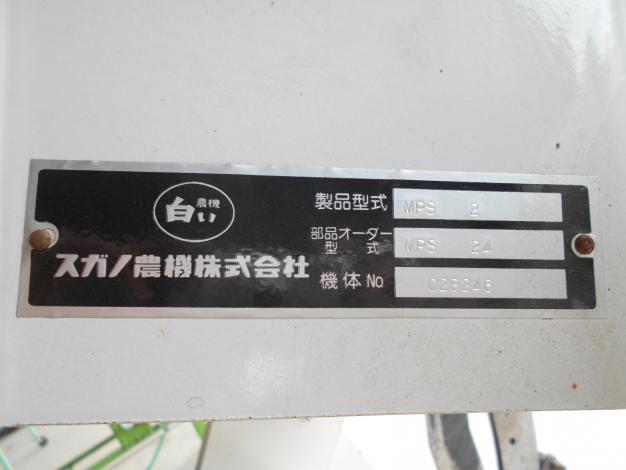 白い
農機
スガノ農機株式会社
製品型式 MPS 2
部品オーダー型式 MPS 24
機体No 028246